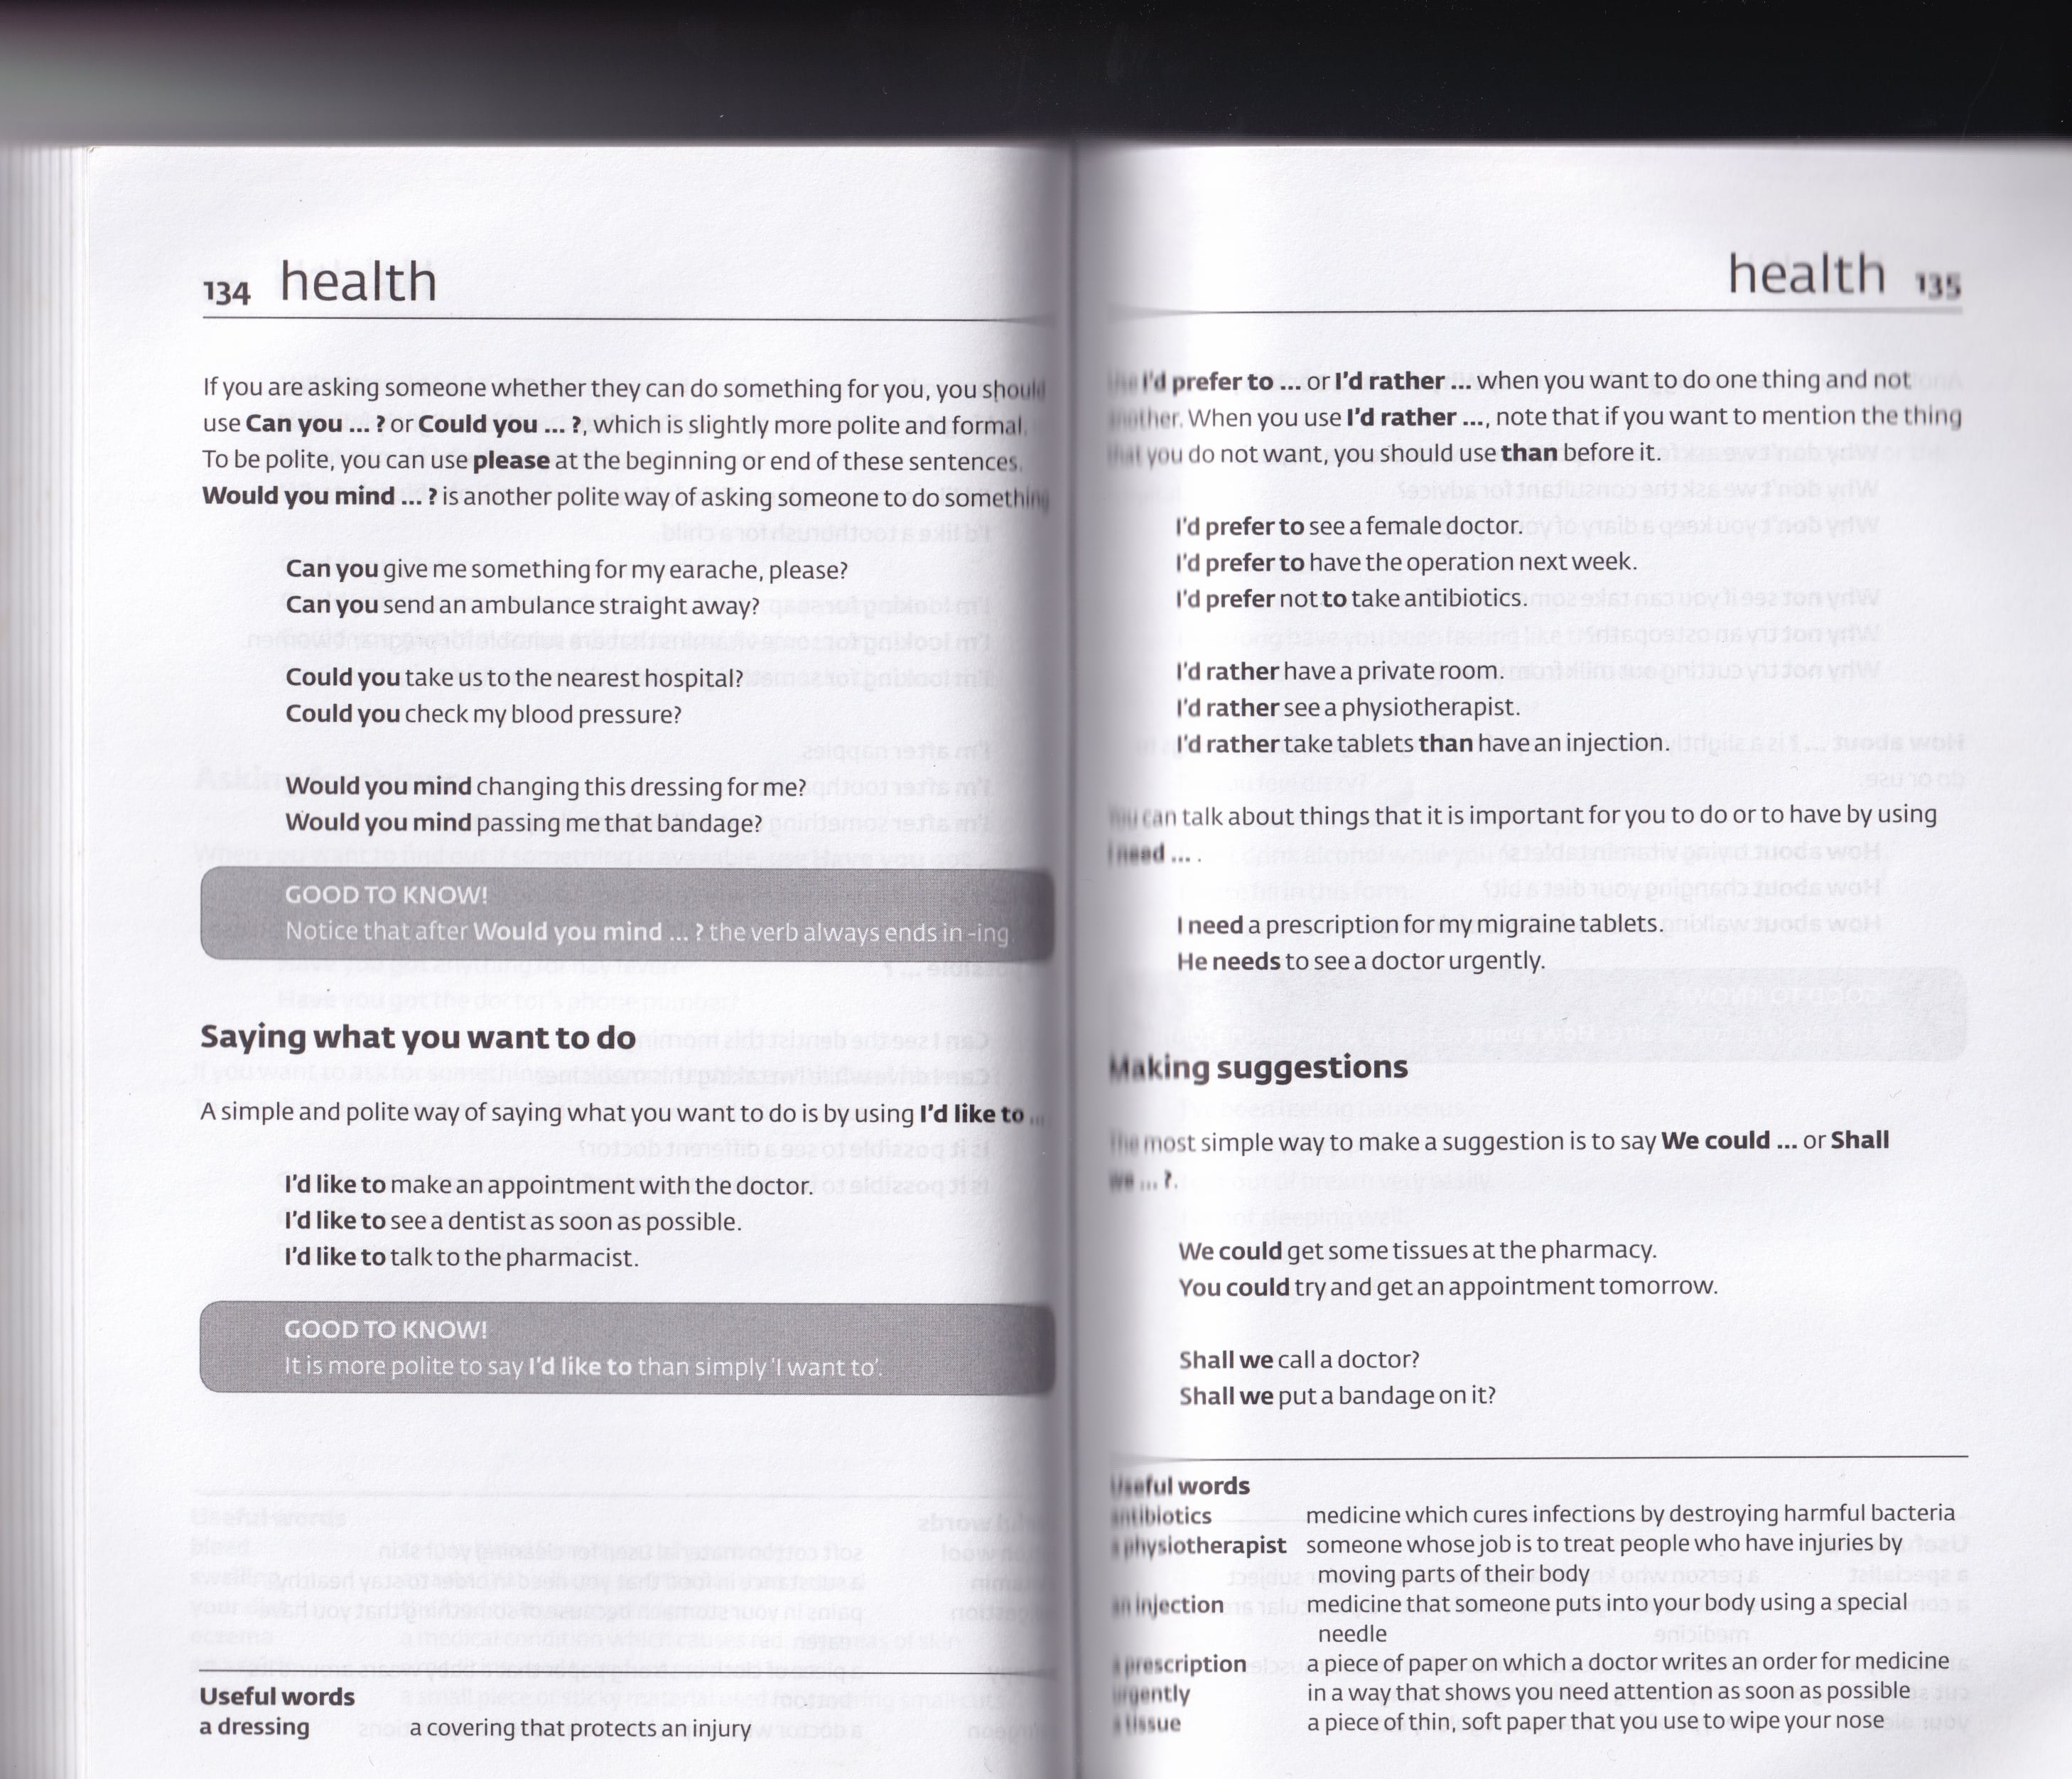 134 health
If you are asking someone whether they can do something for you, you should
use Can you ... ? or Could you ... ?, which is slightly more polite and formal.
To be polite, you can use please at the beginning or end of these sentences.
Would you mind ... ? is another polite way of asking someone to do something
Can you give me something for my earache, please?
Can you send an ambulance straight away?
Could you take us to the nearest hospital?
Could you check my blood pressure?
Would you mind changing this dressing for me?
Would you mind passing me that bandage?
GOOD TO KNOW!
Notice that after Would you mind ... ? the verb always ends in -ing
Saying what you want to do
A simple and polite way of saying what you want to do is by using I'd like to ...
I'd like to make an appointment with the doctor.
I'd like to see a dentist as soon as possible.
I'd like to talk to the pharmacist.
GOOD TO KNOW!
It is more polite to say I'd like to than simply 'I want to'.
Useful words
a dressing a covering that protects an injury
health 135
I'd prefer to ... or I'd rather ... when you want to do one thing and not
another. When you use I'd rather ..., note that if you want to mention the thing
that you do not want, you should use than before it.
I'd prefer to see a female doctor.
I'd prefer to have the operation next week.
I'd prefer not to take antibiotics.
I'd rather have a private room.
I'd rather see a physiotherapist.
I'd rather take tablets than have an injection.
You can talk about things that it is important for you to do or to have by using
I need ... .
I need a prescription for my migraine tablets.
He needs to see a doctor urgently.
Making suggestions
The most simple way to make a suggestion is to say We could ... or Shall
we ... ?.
We could get some tissues at the pharmacy.
You could try and get an appointment tomorrow.
Shall we call a doctor?
Shall we put a bandage on it?
Useful words
antibiotics medicine which cures infections by destroying harmful bacteria
a physiotherapist someone whose job is to treat people who have injuries by
moving parts of their body
an injection medicine that someone puts into your body using a special
needle
a prescription a piece of paper on which a doctor writes an order for medicine
urgently in a way that shows you need attention as soon as possible
a tissue a piece of thin, soft paper that you use to wipe your nose